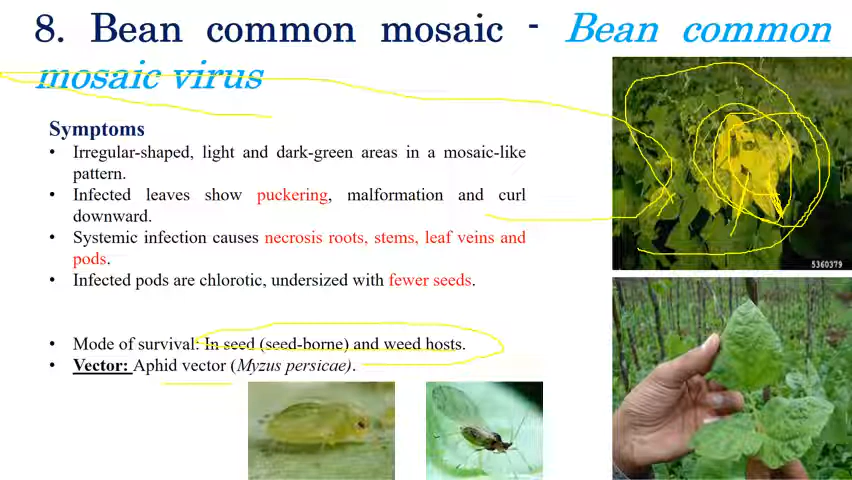 8. Bean common mosaic - Bean common
mosaic virus
Symptoms
• Irregular-shaped, light and dark-green areas in a mosaic-like
pattern.
• Infected leaves show puckering, malformation and curl
downward.
• Systemic infection causes necrosis roots, stems, leaf veins and
pods.
• Infected pods are chlorotic, undersized with fewer seeds.
• Mode of survival: In seed (seed-borne) and weed hosts.
• Vector: Aphid vector (Myzus persicae).
5360379